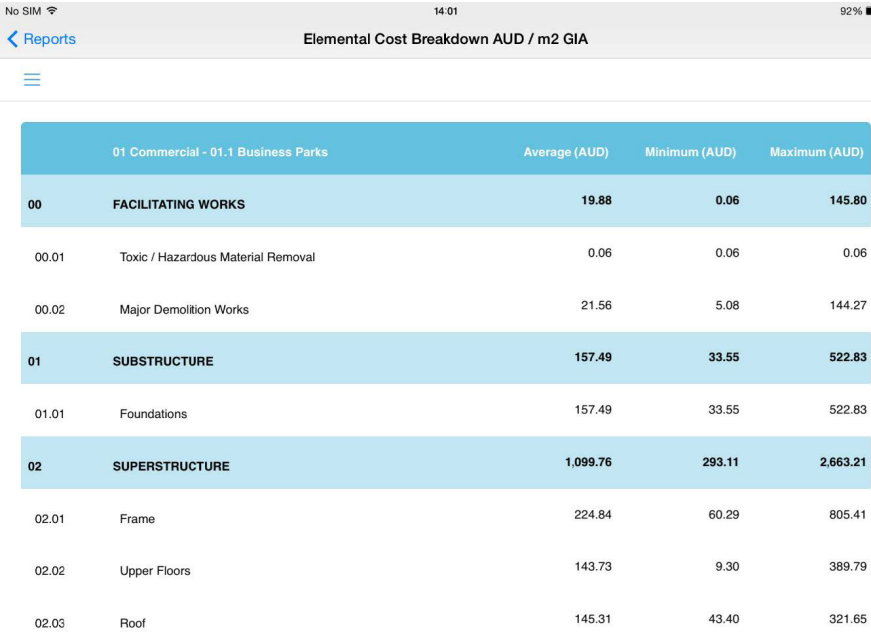 No SIM 14:01 92%
Reports Elemental Cost Breakdown AUD / m2 GIA
01 Commercial - 01.1 Business Parks Average (AUD) Minimum (AUD) Maximum (AUD)
00 FACILITATING WORKS 19.88 0.06 145.80
00.01 Toxic / Hazardous Material Removal 0.06 0.06 0.06
00.02 Major Demolition Works 21.56 5.08 144.27
01 SUBSTRUCTURE 157.49 33.55 522.83
01.01 Foundations 157.49 33.55 522.83
02 SUPERSTRUCTURE 1,099.76 293.11 2,663.21
02.01 Frame 224.84 60.29 805.41
02.02 Upper Floors 143.73 9.30 389.79
02.03 Roof 145.31 43.40 321.65